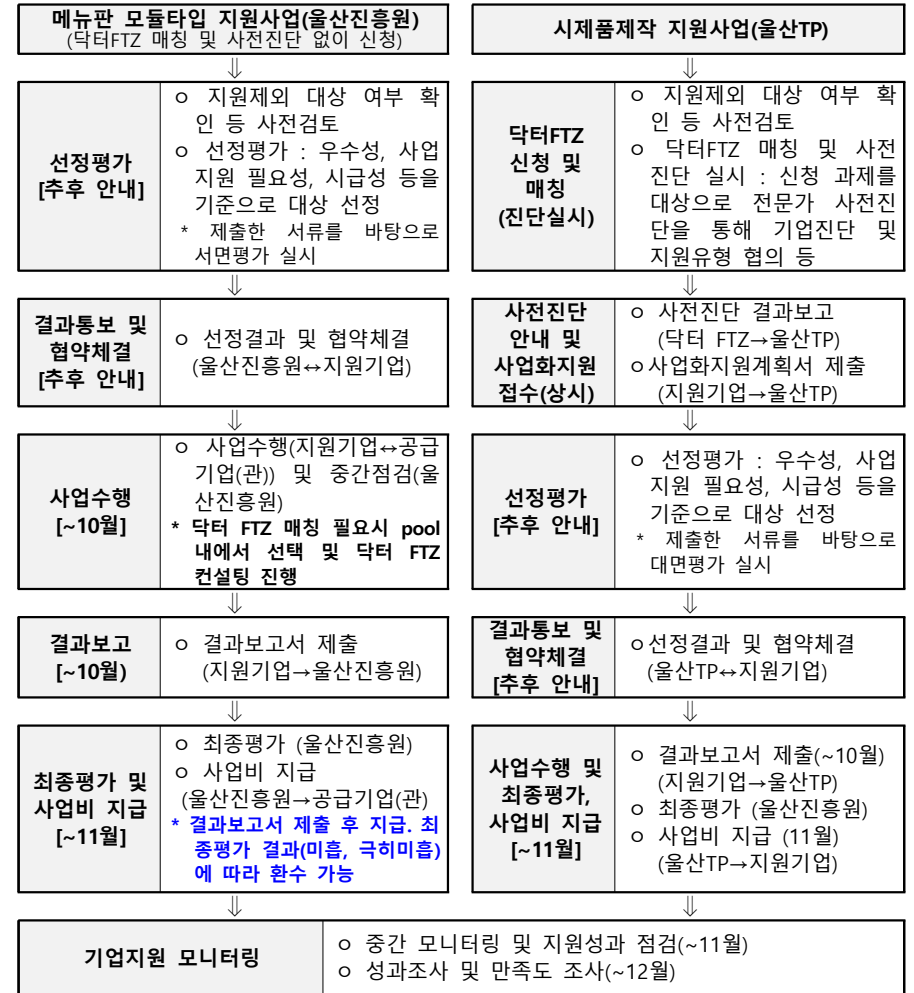 메뉴판 모듈타입 지원사업(울산진흥원)
(닥터FTZ 매칭 및 사전진단 없이 신청)
⇓
선정평가
[추후 안내]
ㅇ 지원제외 대상 여부 확
인 등 사전검토
ㅇ 선정평가 : 우수성, 사업
지원 필요성, 시급성 등을
기준으로 대상 선정
* 제출한 서류를 바탕으로
서면평가 실시
⇓
결과통보 및
협약체결
[추후 안내]
ㅇ 선정결과 및 협약체결
(울산진흥원↔지원기업)
⇓
사업수행
[~10월]
ㅇ 사업수행(지원기업↔공급
기업(관)) 및 중간점검(울
산진흥원)
* 닥터 FTZ 매칭 필요시 pool
내에서 선택 및 닥터 FTZ
컨설팅 진행
⇓
결과보고
[~10월)
ㅇ 결과보고서 제출
(지원기업→울산진흥원)
⇓
최종평가 및
사업비 지급
[~11월]
ㅇ 최종평가 (울산진흥원)
ㅇ 사업비 지급
(울산진흥원→공급기업(관)
* 결과보고서 제출 후 지급. 최
종평가 결과(미흡, 극히미흡)
에 따라 환수 가능
⇓
시제품제작 지원사업(울산TP)
⇓
닥터FTZ
신청 및
매칭
(진단실시)
ㅇ 지원제외 대상 여부 확
인 등 사전검토
ㅇ 닥터FTZ 매칭 및 사전
진단 실시 : 신청 과제를
대상으로 전문가 사전진
단을 통해 기업진단 및
지원유형 협의 등
⇓
사전진단
안내 및
사업화지원
접수(상시)
ㅇ 사전진단 결과보고
(닥터 FTZ→울산TP)
ㅇ사업화지원계획서 제출
(지원기업→울산TP)
⇓
선정평가
[추후 안내]
ㅇ 선정평가 : 우수성, 사업
지원 필요성, 시급성 등을
기준으로 대상 선정
* 제출한 서류를 바탕으로
대면평가 실시
⇓
결과통보 및
협약체결
[추후 안내]
ㅇ선정결과 및 협약체결
(울산TP↔지원기업)
⇓
사업수행 및
최종평가,
사업비 지급
[~11월]
ㅇ 결과보고서 제출(~10월)
(지원기업→울산TP)
ㅇ 최종평가 (울산진흥원)
ㅇ 사업비 지급 (11월)
(울산TP→지원기업)
⇓
기업지원 모니터링
ㅇ 중간 모니터링 및 지원성과 점검(~11월)
ㅇ 성과조사 및 만족도 조사(~12월)